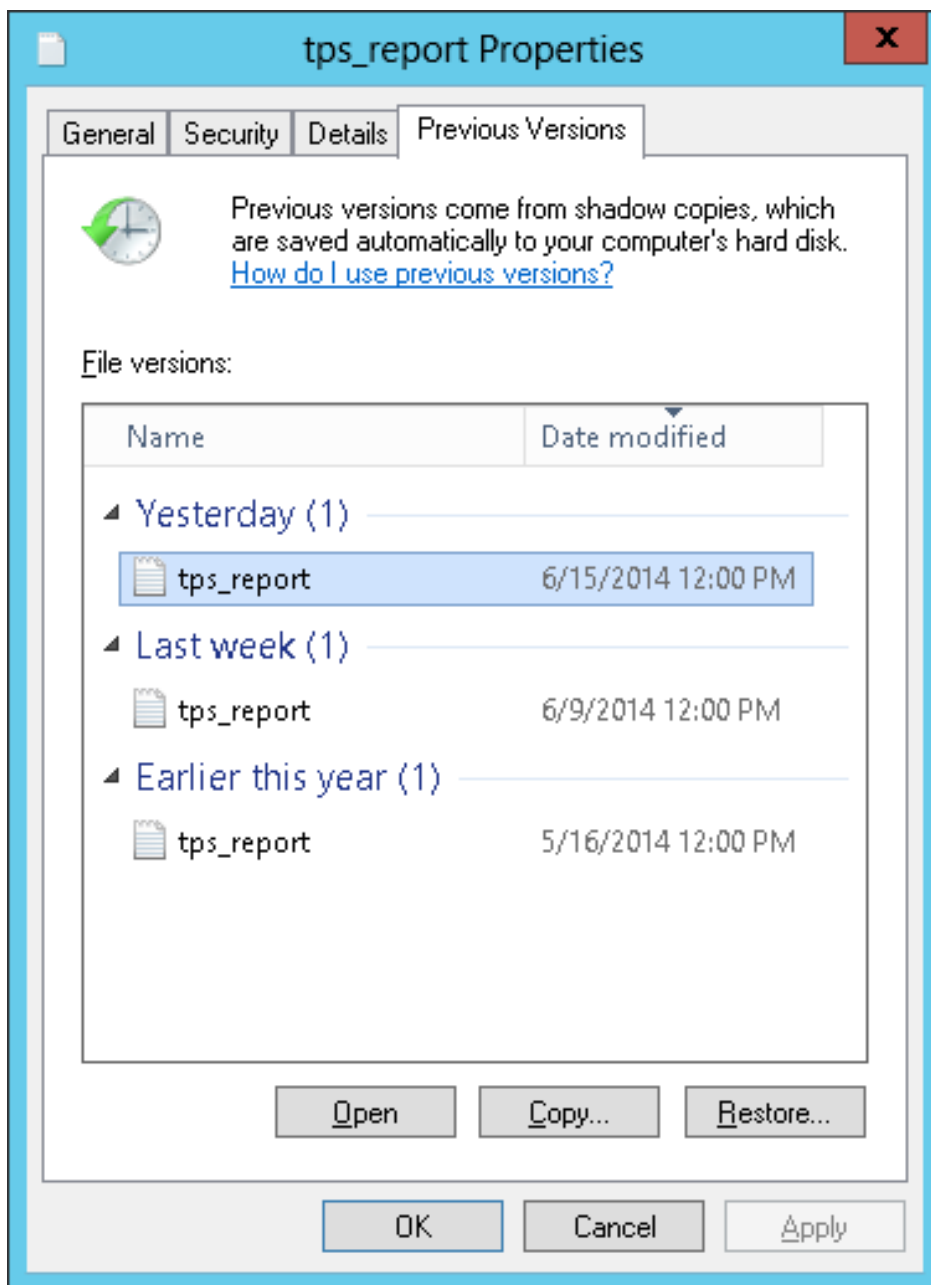 tps_report Properties
x
General Security Details Previous Versions
Previous versions come from shadow copies, which
are saved automatically to your computer's hard disk.
How do I use previous versions?
File versions:
Name Date modified
Yesterday (1)
tps_report 6/15/2014 12:00 PM
Last week (1)
tps_report 6/9/2014 12:00 PM
Earlier this year (1)
tps_report 5/16/2014 12:00 PM
Open Copy... Restore...
OK Cancel Apply